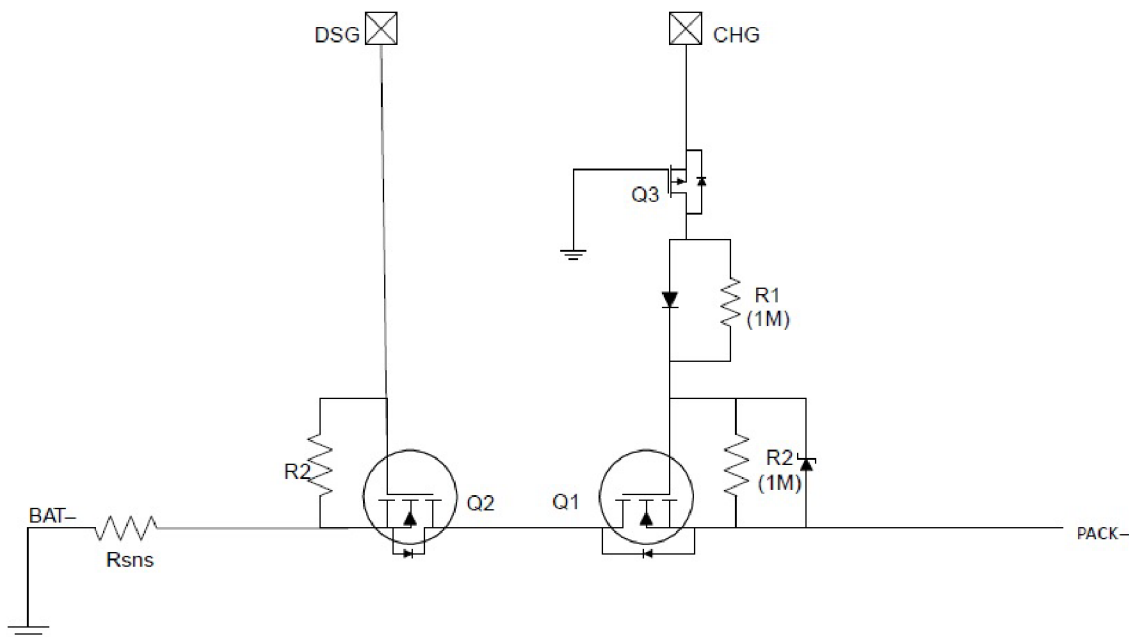 DSG
CHG
Q3
R1
(1M)
R2
Q2
Q1
R2
(1M)
BAT–
Rsns
PACK–